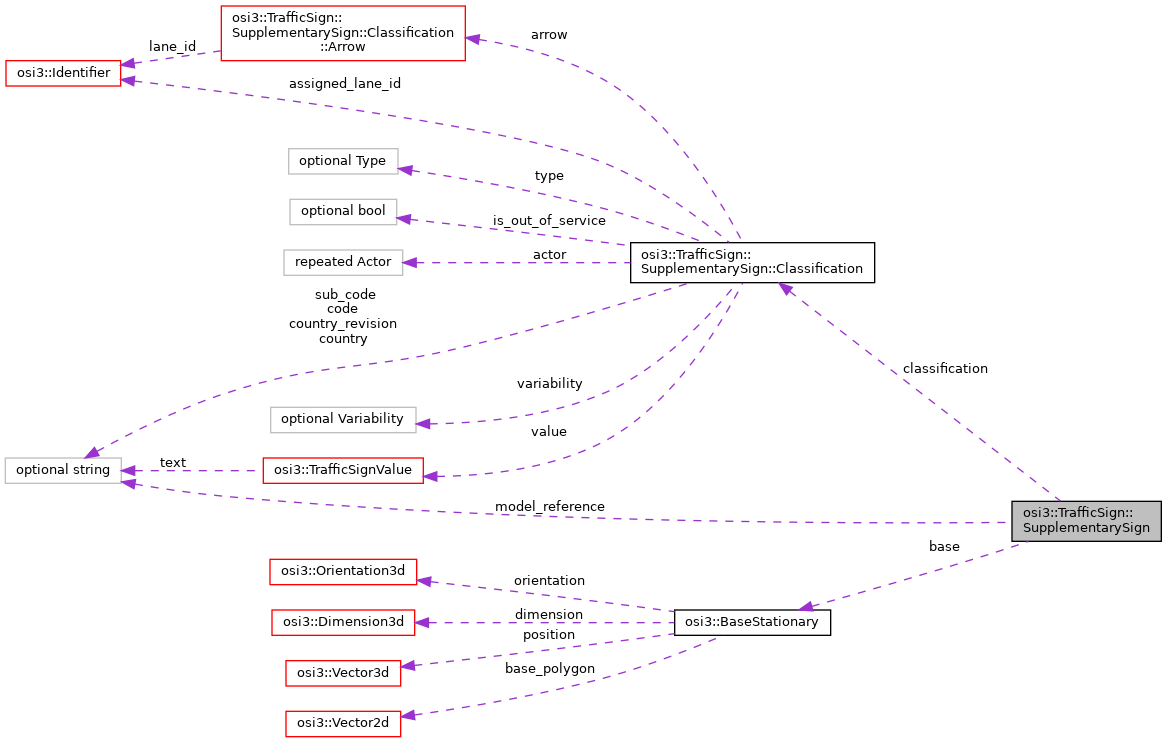 osi3::TrafficSign::
SupplementarySign::Classification
::Arrow
arrow
lane_id
osi3::Identifier
assigned_lane_id
optional Type
type
optional bool
is_out_of_service
osi3::TrafficSign::
SupplementarySign::Classification
repeated Actor
actor
sub_code
code
country_revision
country
classification
variability
optional Variability
value
optional string
text
osi3::TrafficSignValue
model_reference
osi3::TrafficSign::
SupplementarySign
base
osi3::Orientation3d
orientation
osi3::Dimension3d
dimension
osi3::BaseStationary
position
osi3::Vector3d
base_polygon
osi3::Vector2d